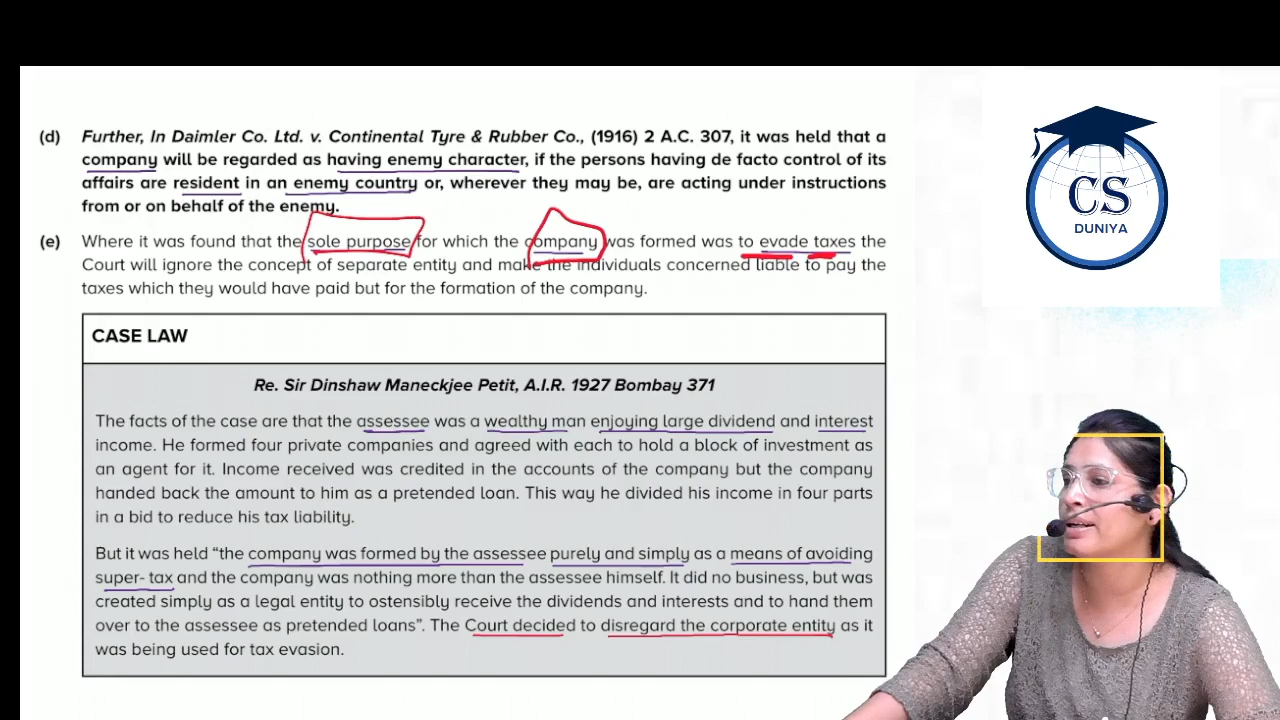 (d) Further, In Daimler Co. Ltd. v. Continental Tyre & Rubber Co., (1916) 2 A.C. 307, it was held that a
company will be regarded as having enemy character, if the persons having de facto control of its
affairs are resident in an enemy country or, wherever they may be, are acting under instructions
from or on behalf of the enemy.
(e) Where it was found that the sole purpose for which the company was formed was to evade taxes the
Court will ignore the concept of separate entity and make the individuals concerned liable to pay the
taxes which they would have paid but for the formation of the company.
CASE LAW
Re. Sir Dinshaw Maneckjee Petit, A.I.R. 1927 Bombay 371
The facts of the case are that the assessee was a wealthy man enjoying large dividend and interest
income. He formed four private companies and agreed with each to hold a block of investment as
an agent for it. Income received was credited in the accounts of the company but the company
handed back the amount to him as a pretended loan. This way he divided his income in four parts
in a bid to reduce his tax liability.
But it was held “the company was formed by the assessee purely and simply as a means of avoiding
super- tax and the company was nothing more than the assessee himself. It did no business, but was
created simply as a legal entity to ostensibly receive the dividends and interests and to hand them
over to the assessee as pretended loans”. The Court decided to disregard the corporate entity as it
was being used for tax evasion.
CS
DUNIYA